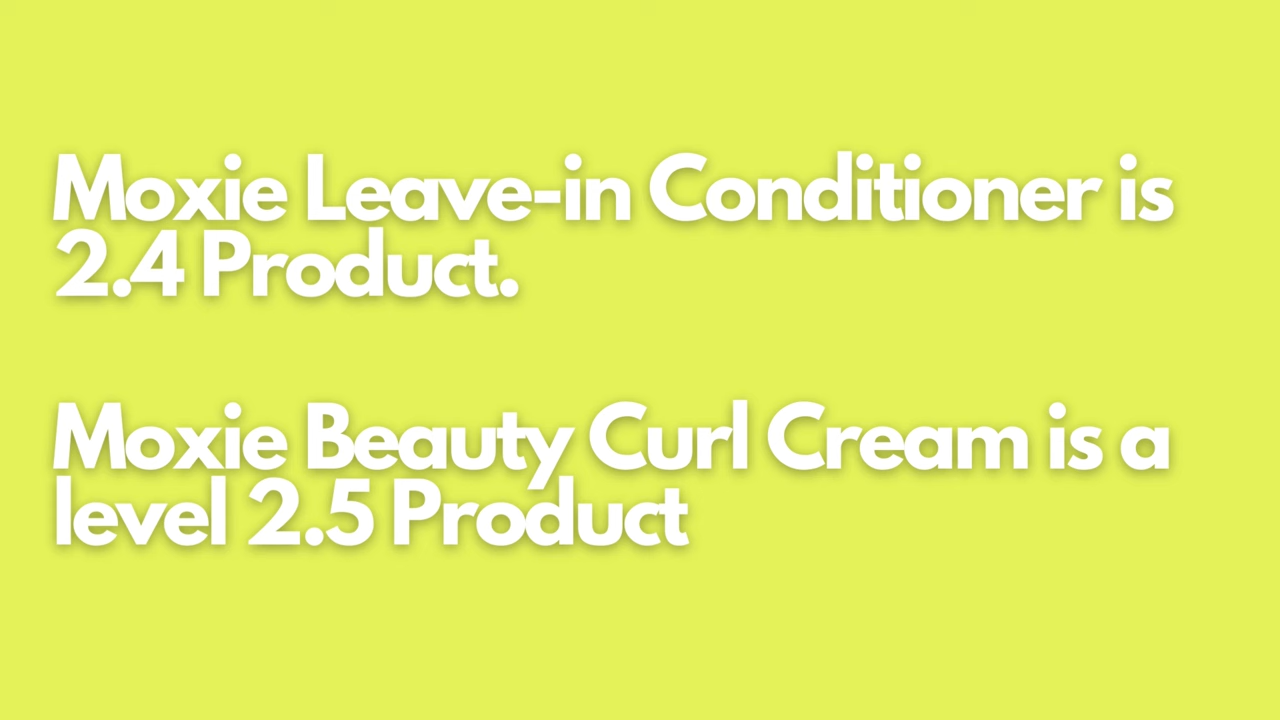 Moxie Leave-in Conditioner is
2.4 Product.
Moxie Beauty Curl Cream is a
level 2.5 Product